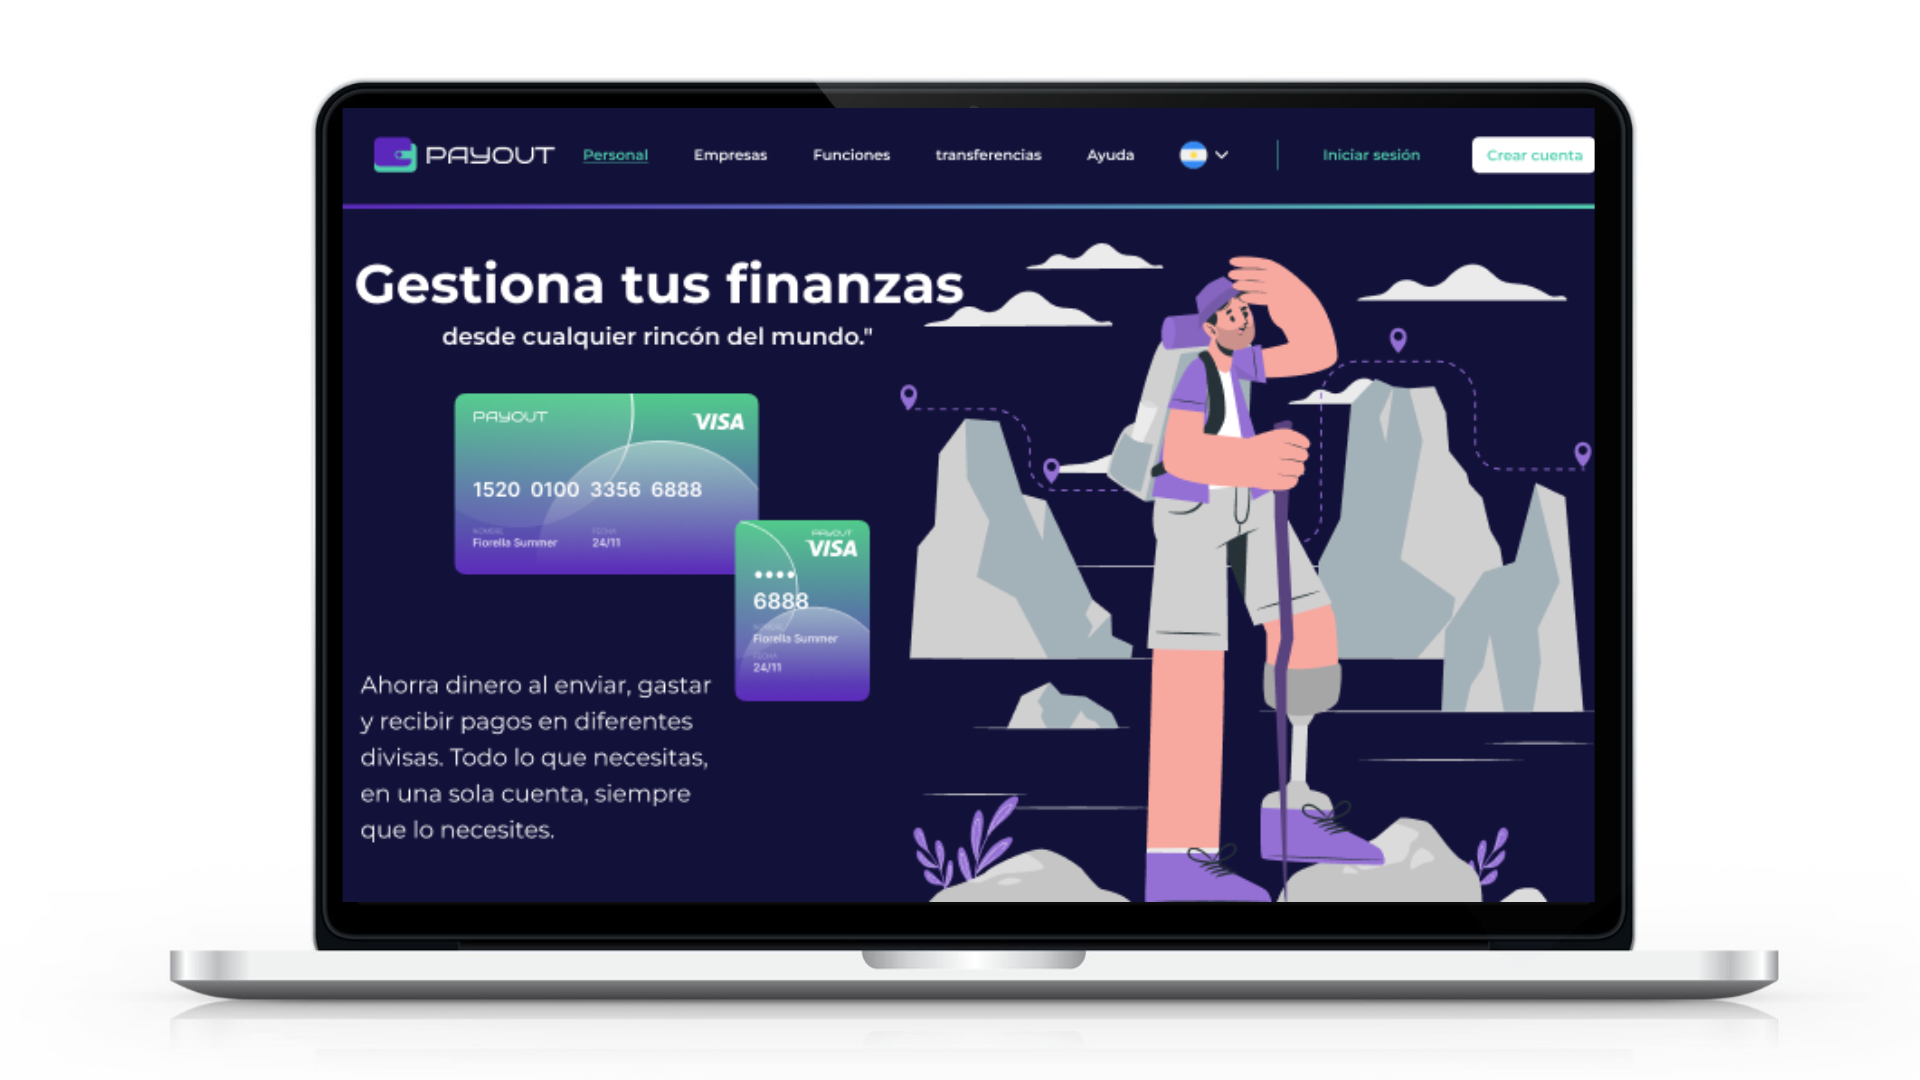 PAYOUT Personal Empresas Funciones transferencias Ayuda Iniciar sesión Crear cuenta
Gestiona tus finanzas
desde cualquier rincón del mundo."
PAYOUT VISA
1520 0100 3356 6888
NOMBRE FECHA
Fiorella Summer 24/11
PAYOUT
VISA
6888
NOMBRE
Fiorella Summer
FECHA
24/11
Ahorra dinero al enviar, gastar
y recibir pagos en diferentes
divisas. Todo lo que necesitas,
en una sola cuenta, siempre
que lo necesites.